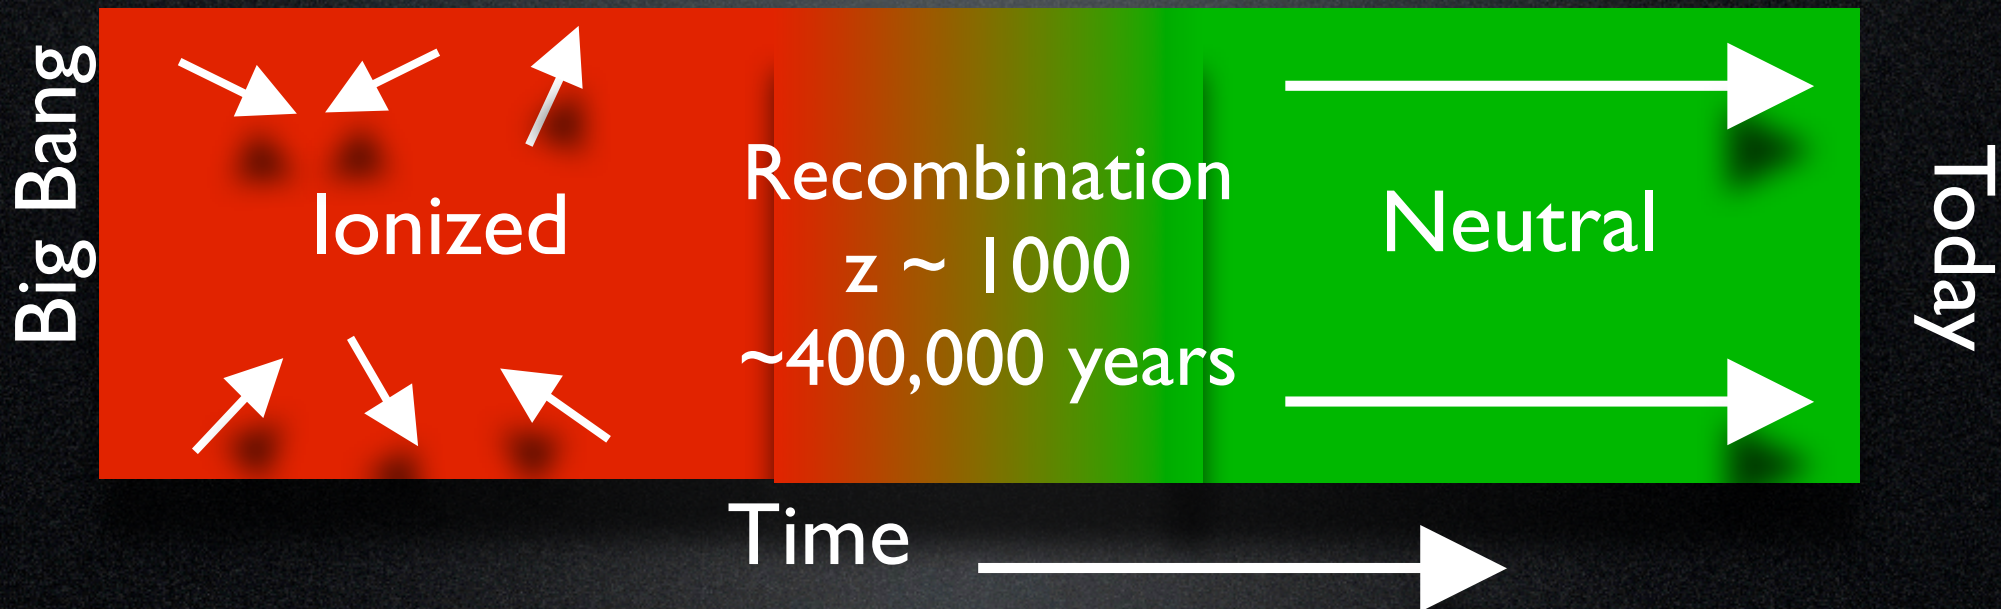 Big Bang
Ionized
Recombination
z ~ 1000
~400,000 years
Neutral
Today
Time